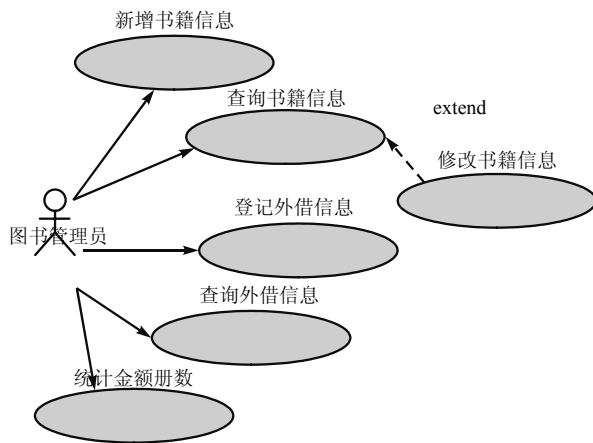 新增书籍信息
查询书籍信息
extend
修改书籍信息
登记外借信息
图书管理员
查询外借信息
统计金额册数